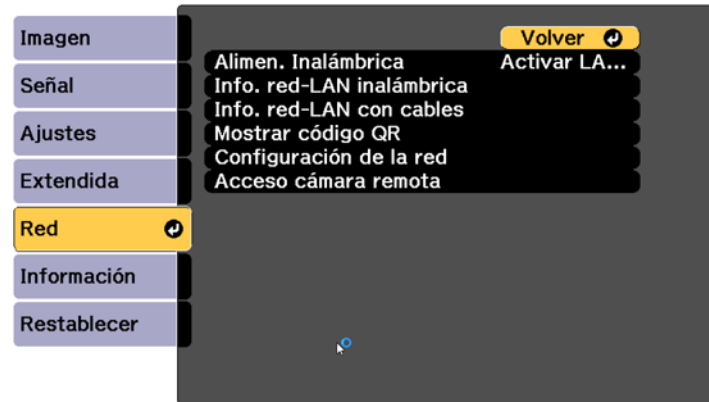 Imagen
Señal
Ajustes
Extendida
Red
Información
Restablecer
Volver
Alimen. Inalámbrica Activar LA...
Info. red-LAN inalámbrica
Info. red-LAN con cables
Mostrar código QR
Configuración de la red
Acceso cámara remota